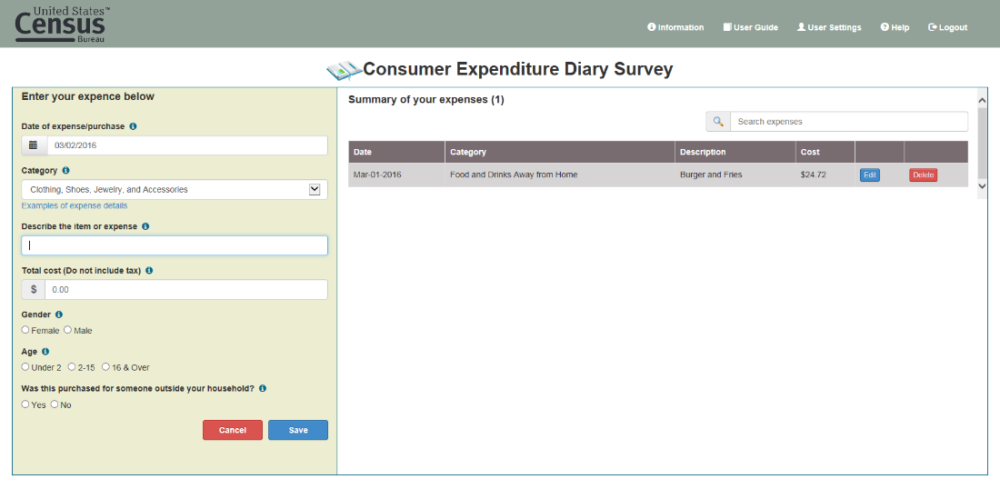 United States™
Census
Bureau
Information
User Guide
User Settings
Help
Logout
Consumer Expenditure Diary Survey
Enter your expence below
Date of expense/purchase
03/02/2016
Category
Clothing, Shoes, Jewelry, and Accessories
Examples of expense details
Describe the item or expense
Total cost (Do not include tax)
$ 0.00
Gender
Female Male
Age
Under 2 2-15 16 & Over
Was this purchased for someone outside your household?
Yes No
Cancel Save
Summary of your expenses (1)
Search expenses
Date Category Description Cost
Mar-01-2016 Food and Drinks Away from Home Burger and Fries $24.72 Edit Delete